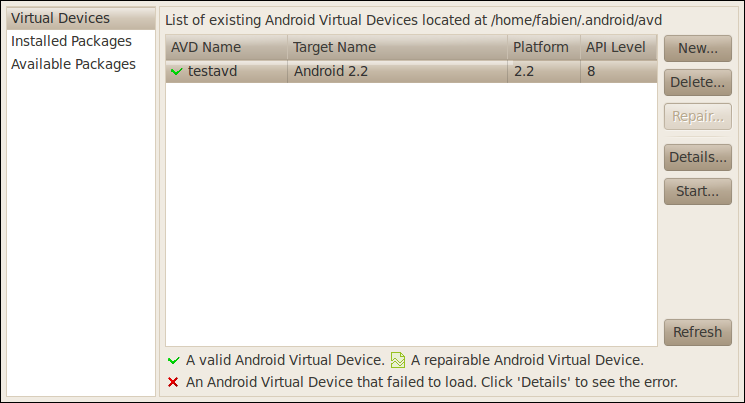 Virtual Devices
Installed Packages
Available Packages
List of existing Android Virtual Devices located at /home/fabien/.android/avd
AVD Name Target Name Platform API Level
testavd Android 2.2 2.2 8
New...
Delete...
Repair...
Details...
Start...
Refresh
A valid Android Virtual Device. A repairable Android Virtual Device.
An Android Virtual Device that failed to load. Click 'Details' to see the error.